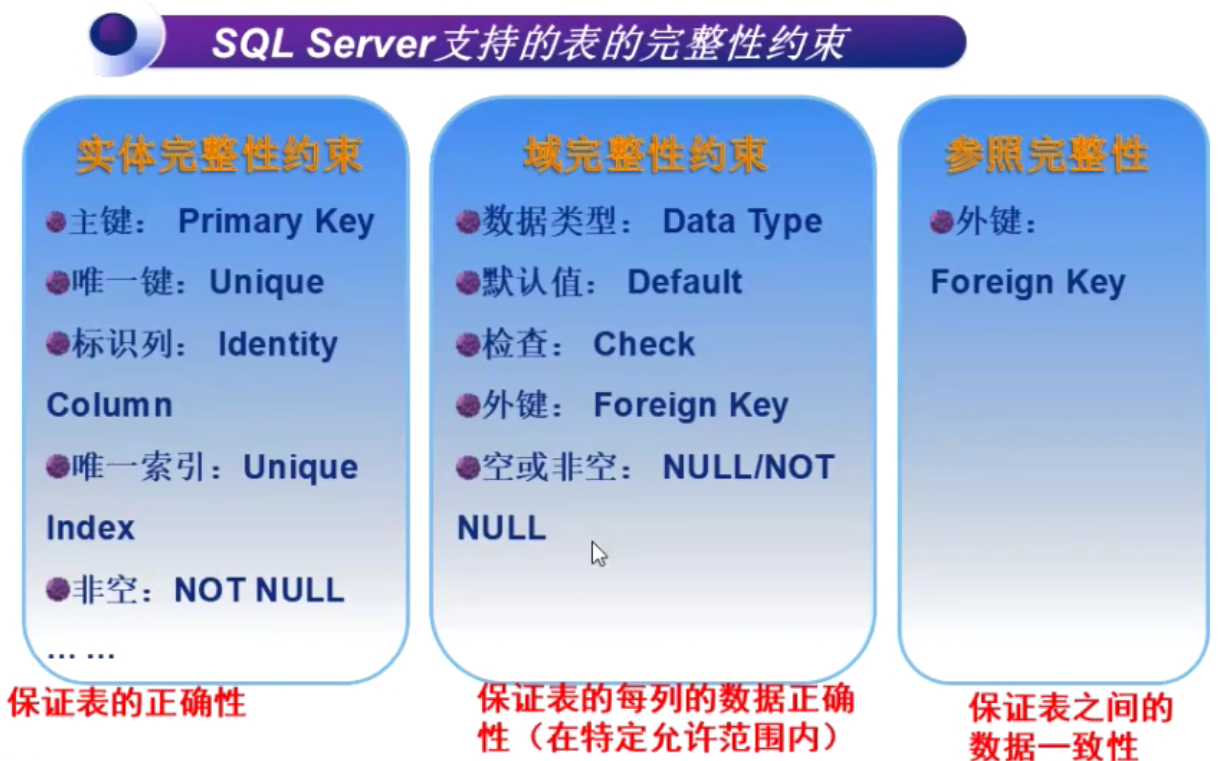 SQL Server支持的表的完整性约束
实体完整性约束
主键： Primary Key
唯一键：Unique
标识列： Identity
Column
唯一索引：Unique
Index
非空：NOT NULL
… …
保证表的正确性
域完整性约束
数据类型： Data Type
默认值： Default
检查： Check
外键： Foreign Key
空或非空： NULL/NOT
NULL
保证表的每列的数据正确
性（在特定允许范围内）
参照完整性
外键：
Foreign Key
保证表之间的
数据一致性